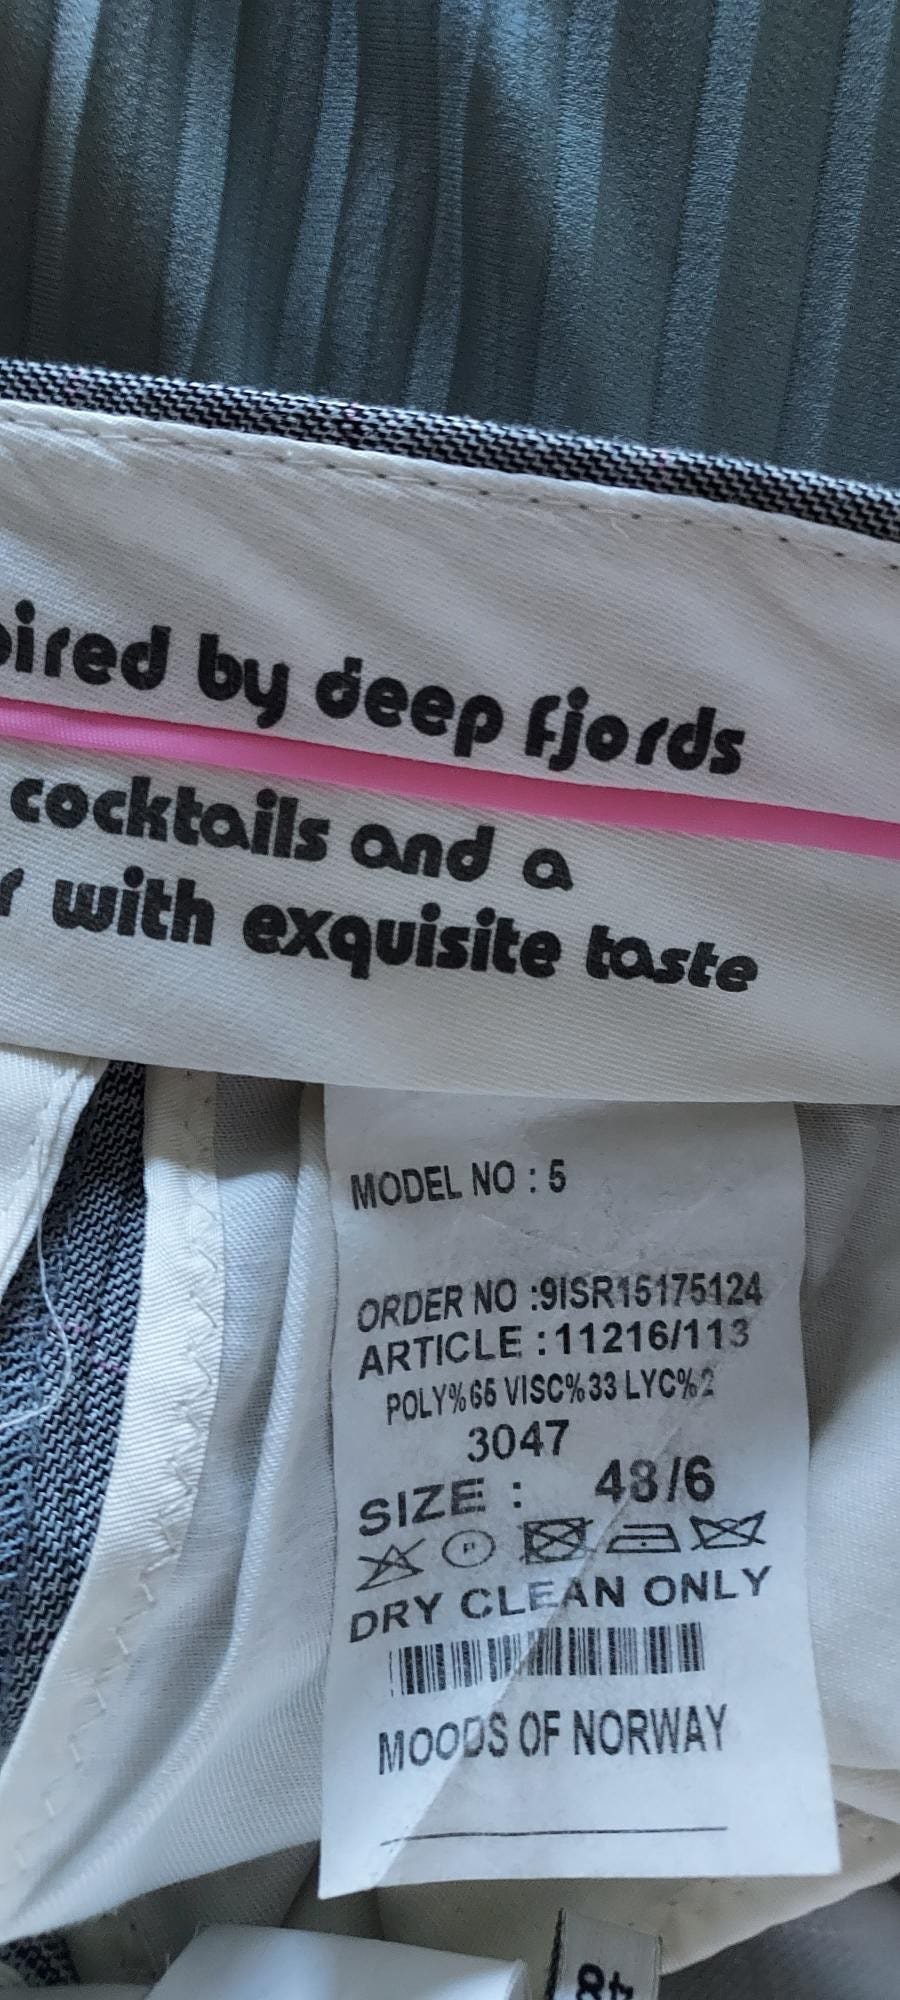 by deep fjords
cocktails and a
with exquisite taste
MODEL NO : 5
ORDER NO :9ISR15175124
ARTICLE : 11216/113
POLY%65 VISC%33 LYC%2
3047
SIZE : 48/6
DRY CLEAN ONLY
MOODS OF NORWAY
48